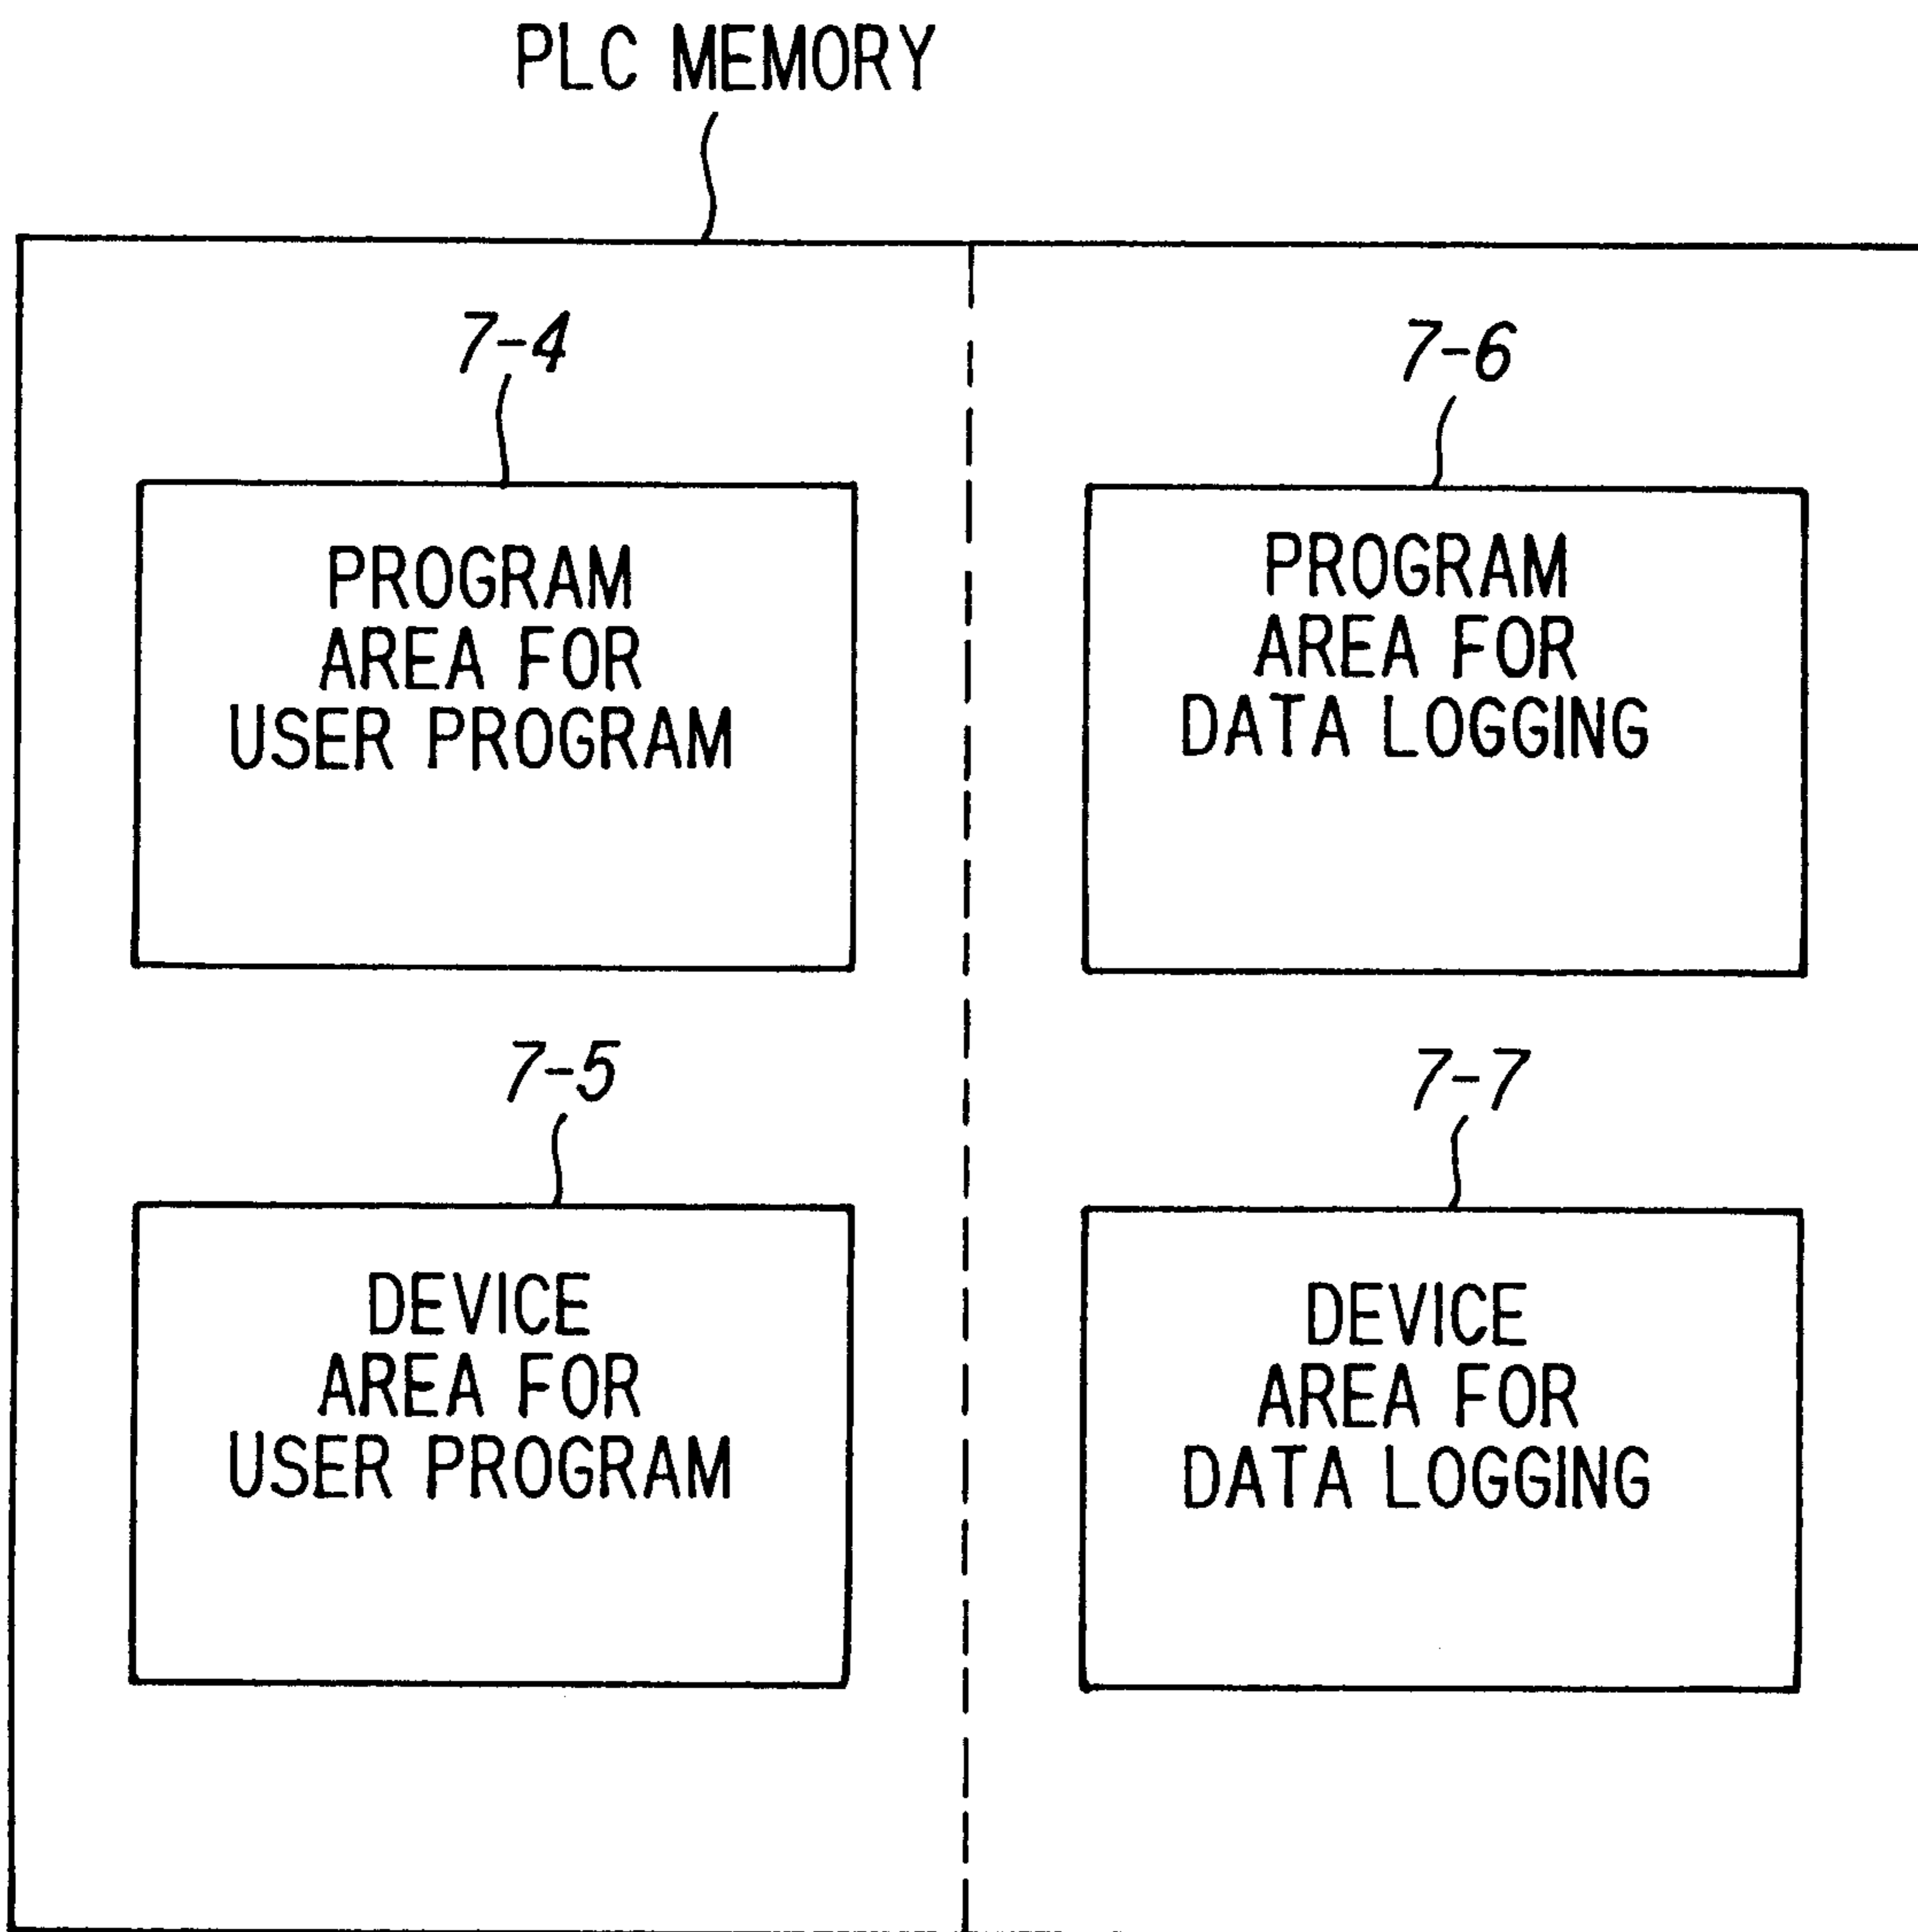 PLC MEMORY
7-4
PROGRAM
AREA FOR
USER PROGRAM
7-6
PROGRAM
AREA FOR
DATA LOGGING
7-5
DEVICE
AREA FOR
USER PROGRAM
7-7
DEVICE
AREA FOR
DATA LOGGING